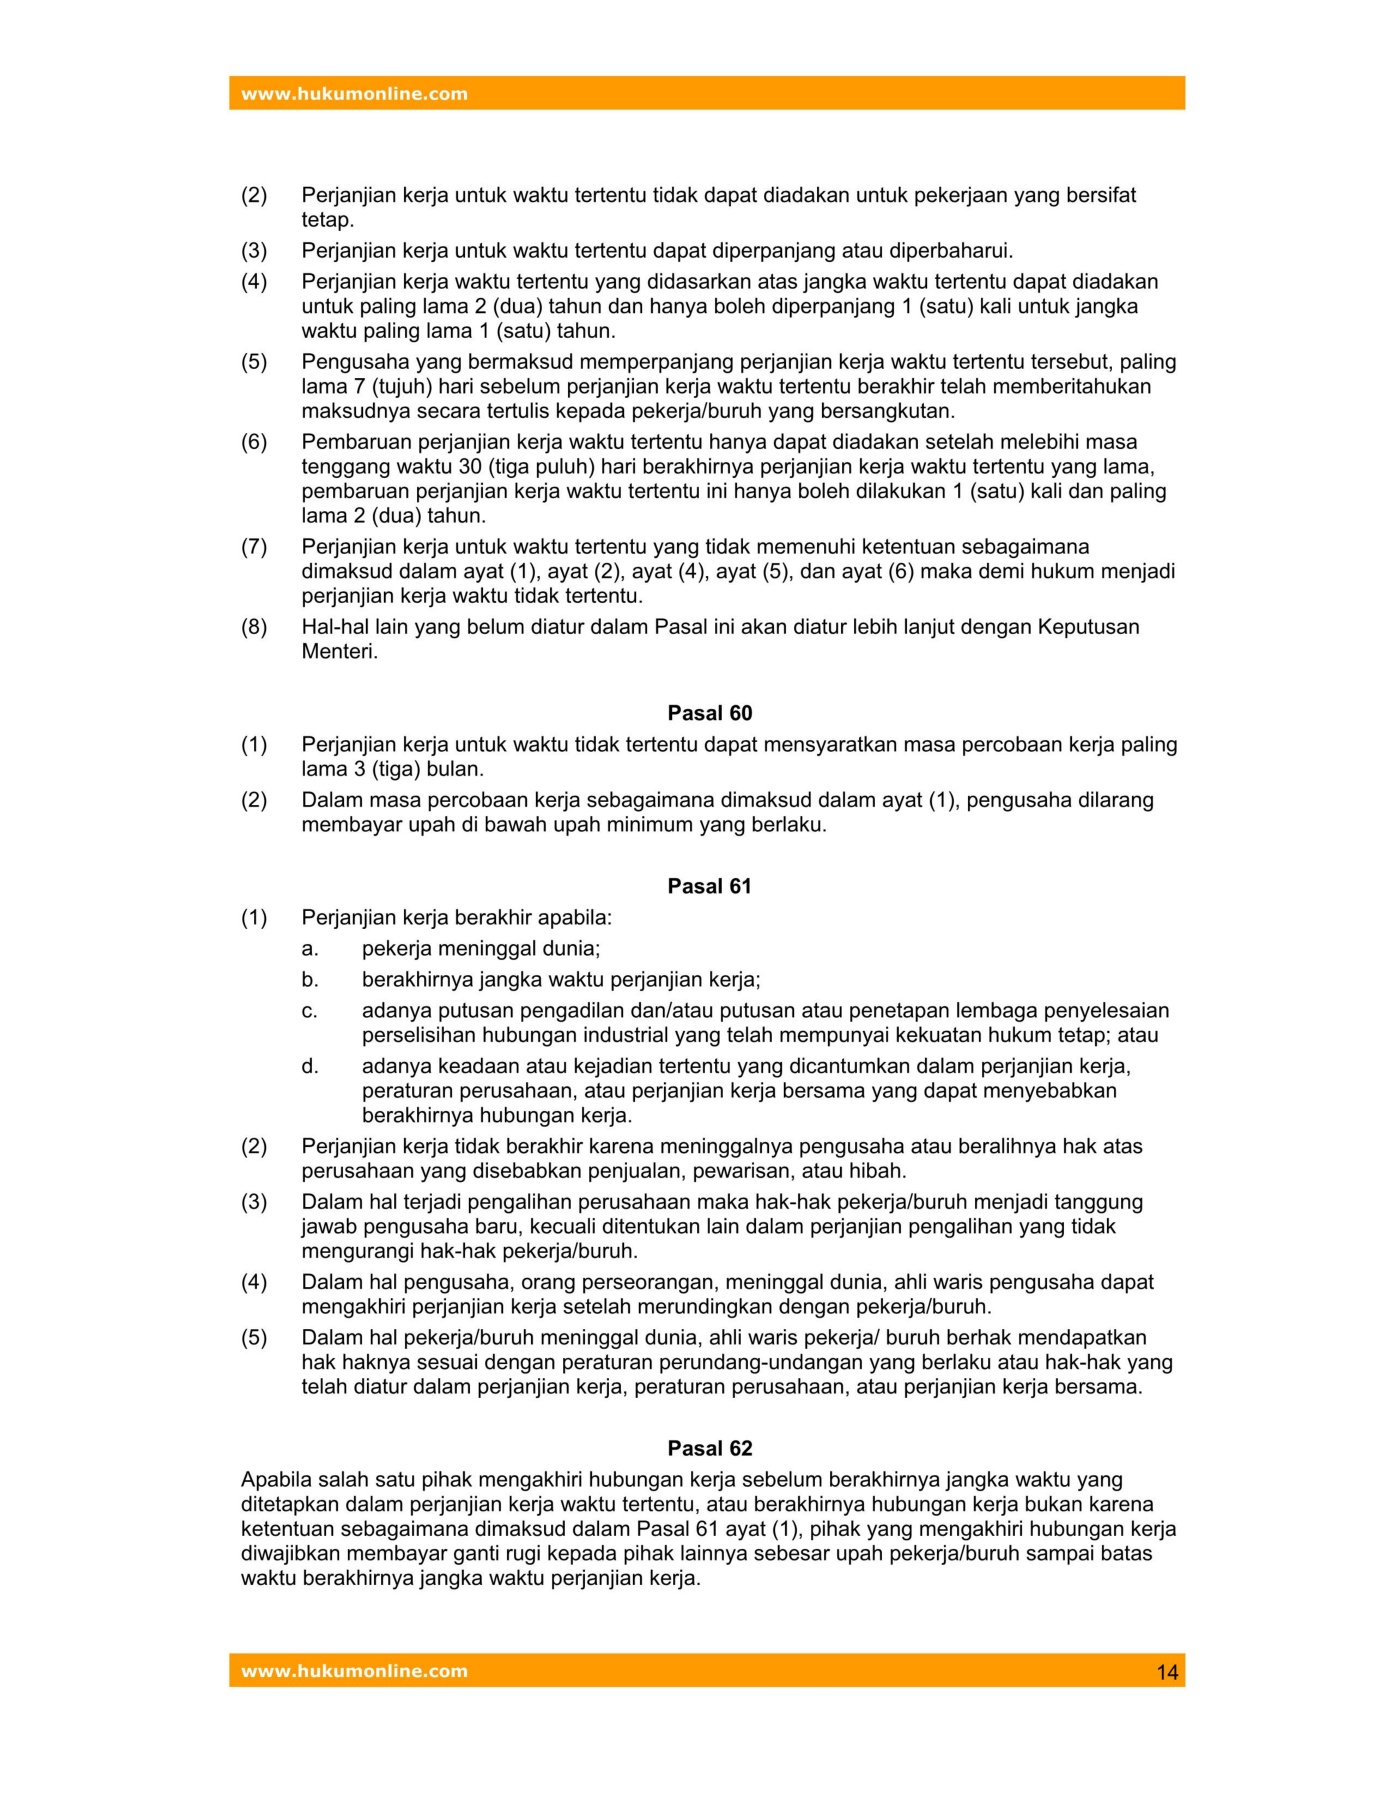 www.hukumonline.com
(2) Perjanjian kerja untuk waktu tertentu tidak dapat diadakan untuk pekerjaan yang bersifat
tetap.
(3) Perjanjian kerja untuk waktu tertentu dapat diperpanjang atau diperbaharui.
(4) Perjanjian kerja waktu tertentu yang didasarkan atas jangka waktu tertentu dapat diadakan
untuk paling lama 2 (dua) tahun dan hanya boleh diperpanjang 1 (satu) kali untuk jangka
waktu paling lama 1 (satu) tahun.
(5) Pengusaha yang bermaksud memperpanjang perjanjian kerja waktu tertentu tersebut, paling
lama 7 (tujuh) hari sebelum perjanjian kerja waktu tertentu berakhir telah memberitahukan
maksudnya secara tertulis kepada pekerja/buruh yang bersangkutan.
(6) Pembaruan perjanjian kerja waktu tertentu hanya dapat diadakan setelah melebihi masa
tenggang waktu 30 (tiga puluh) hari berakhirnya perjanjian kerja waktu tertentu yang lama,
pembaruan perjanjian kerja waktu tertentu ini hanya boleh dilakukan 1 (satu) kali dan paling
lama 2 (dua) tahun.
(7) Perjanjian kerja untuk waktu tertentu yang tidak memenuhi ketentuan sebagaimana
dimaksud dalam ayat (1), ayat (2), ayat (4), ayat (5), dan ayat (6) maka demi hukum menjadi
perjanjian kerja waktu tidak tertentu.
(8) Hal-hal lain yang belum diatur dalam Pasal ini akan diatur lebih lanjut dengan Keputusan
Menteri.
Pasal 60
(1) Perjanjian kerja untuk waktu tidak tertentu dapat mensyaratkan masa percobaan kerja paling
lama 3 (tiga) bulan.
(2) Dalam masa percobaan kerja sebagaimana dimaksud dalam ayat (1), pengusaha dilarang
membayar upah di bawah upah minimum yang berlaku.
Pasal 61
(1) Perjanjian kerja berakhir apabila:
a. pekerja meninggal dunia;
b. berakhirnya jangka waktu perjanjian kerja;
c. adanya putusan pengadilan dan/atau putusan atau penetapan lembaga penyelesaian
perselisihan hubungan industrial yang telah mempunyai kekuatan hukum tetap; atau
d. adanya keadaan atau kejadian tertentu yang dicantumkan dalam perjanjian kerja,
peraturan perusahaan, atau perjanjian kerja bersama yang dapat menyebabkan
berakhirnya hubungan kerja.
(2) Perjanjian kerja tidak berakhir karena meninggalnya pengusaha atau beralihnya hak atas
perusahaan yang disebabkan penjualan, pewarisan, atau hibah.
(3) Dalam hal terjadi pengalihan perusahaan maka hak-hak pekerja/buruh menjadi tanggung
jawab pengusaha baru, kecuali ditentukan lain dalam perjanjian pengalihan yang tidak
mengurangi hak-hak pekerja/buruh.
(4) Dalam hal pengusaha, orang perseorangan, meninggal dunia, ahli waris pengusaha dapat
mengakhiri perjanjian kerja setelah merundingkan dengan pekerja/buruh.
(5) Dalam hal pekerja/buruh meninggal dunia, ahli waris pekerja/ buruh berhak mendapatkan
hak haknya sesuai dengan peraturan perundang-undangan yang berlaku atau hak-hak yang
telah diatur dalam perjanjian kerja, peraturan perusahaan, atau perjanjian kerja bersama.
Pasal 62
Apabila salah satu pihak mengakhiri hubungan kerja sebelum berakhirnya jangka waktu yang
ditetapkan dalam perjanjian kerja waktu tertentu, atau berakhirnya hubungan kerja bukan karena
ketentuan sebagaimana dimaksud dalam Pasal 61 ayat (1), pihak yang mengakhiri hubungan kerja
diwajibkan membayar ganti rugi kepada pihak lainnya sebesar upah pekerja/buruh sampai batas
waktu berakhirnya jangka waktu perjanjian kerja.
www.hukumonline.com 14